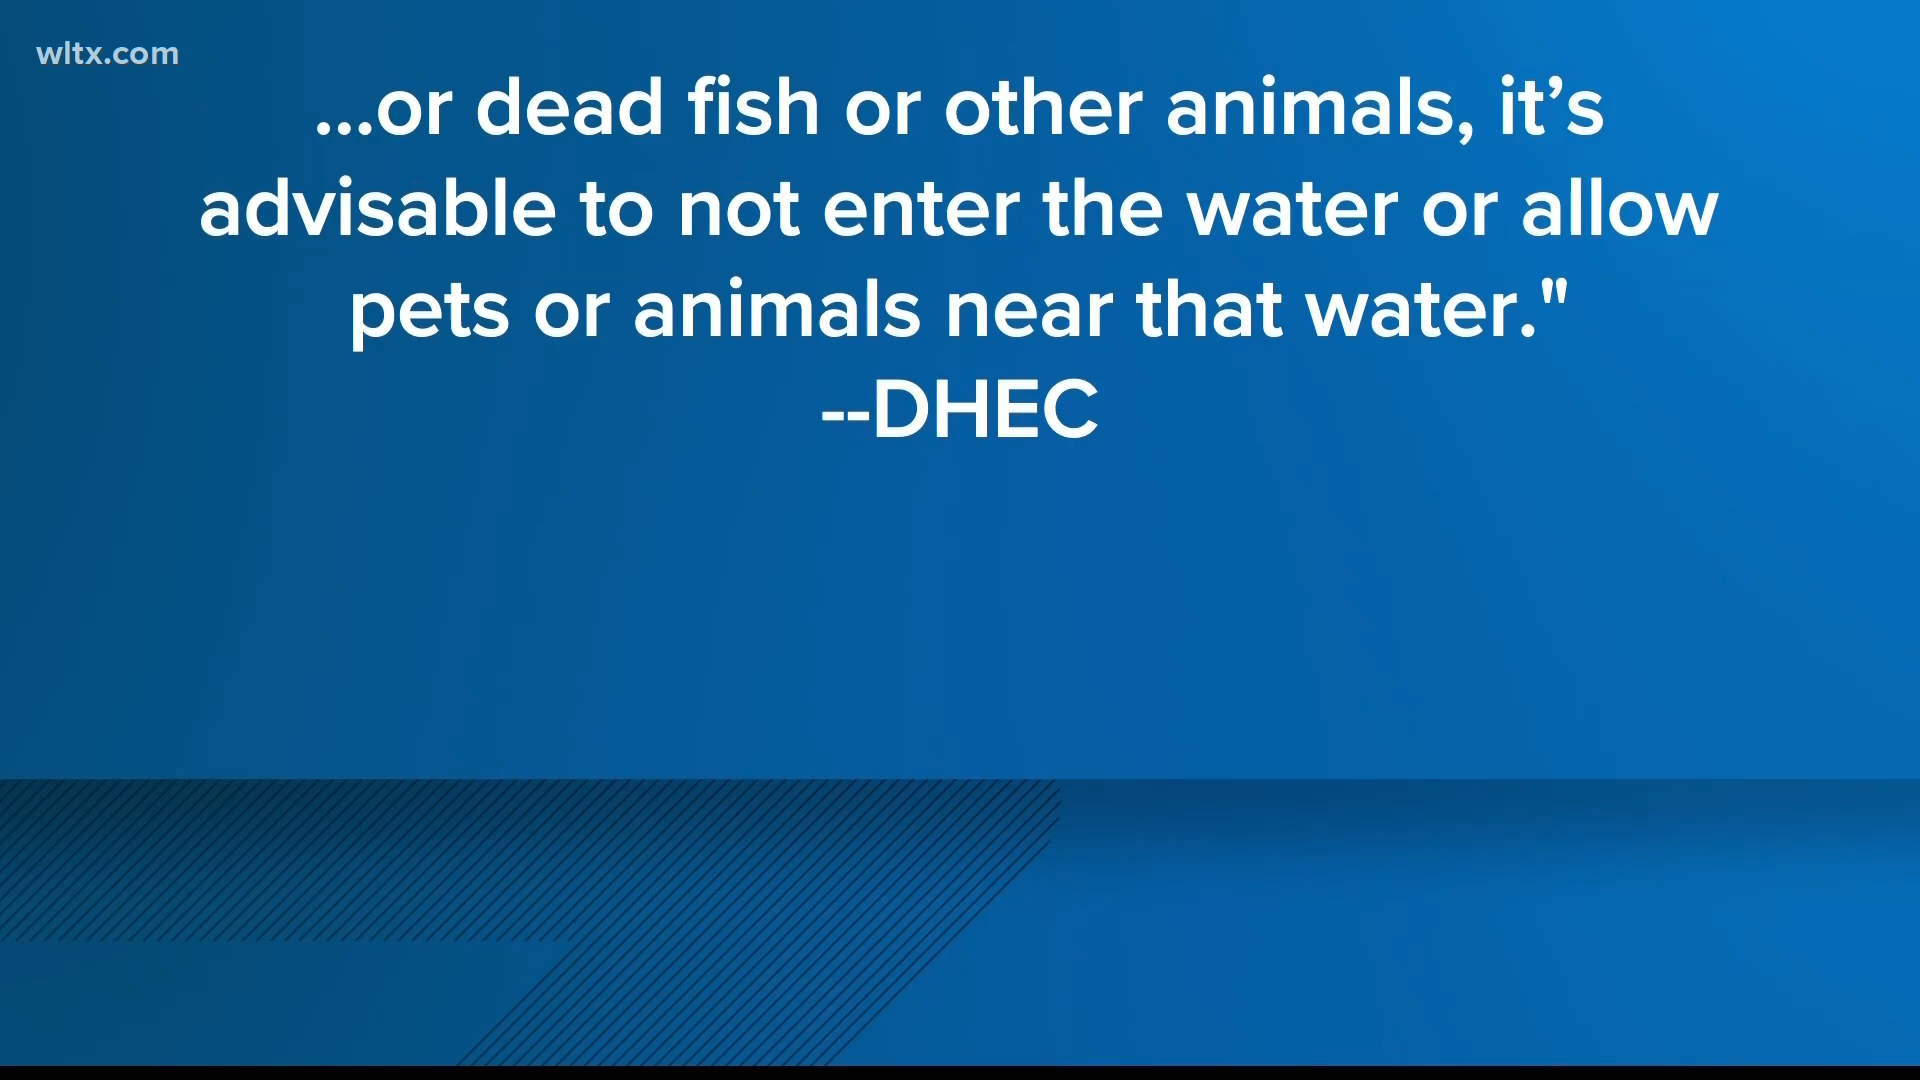 wltx.com
...or dead fish or other animals, it’s
advisable to not enter the water or allow
pets or animals near that water."
--DHEC